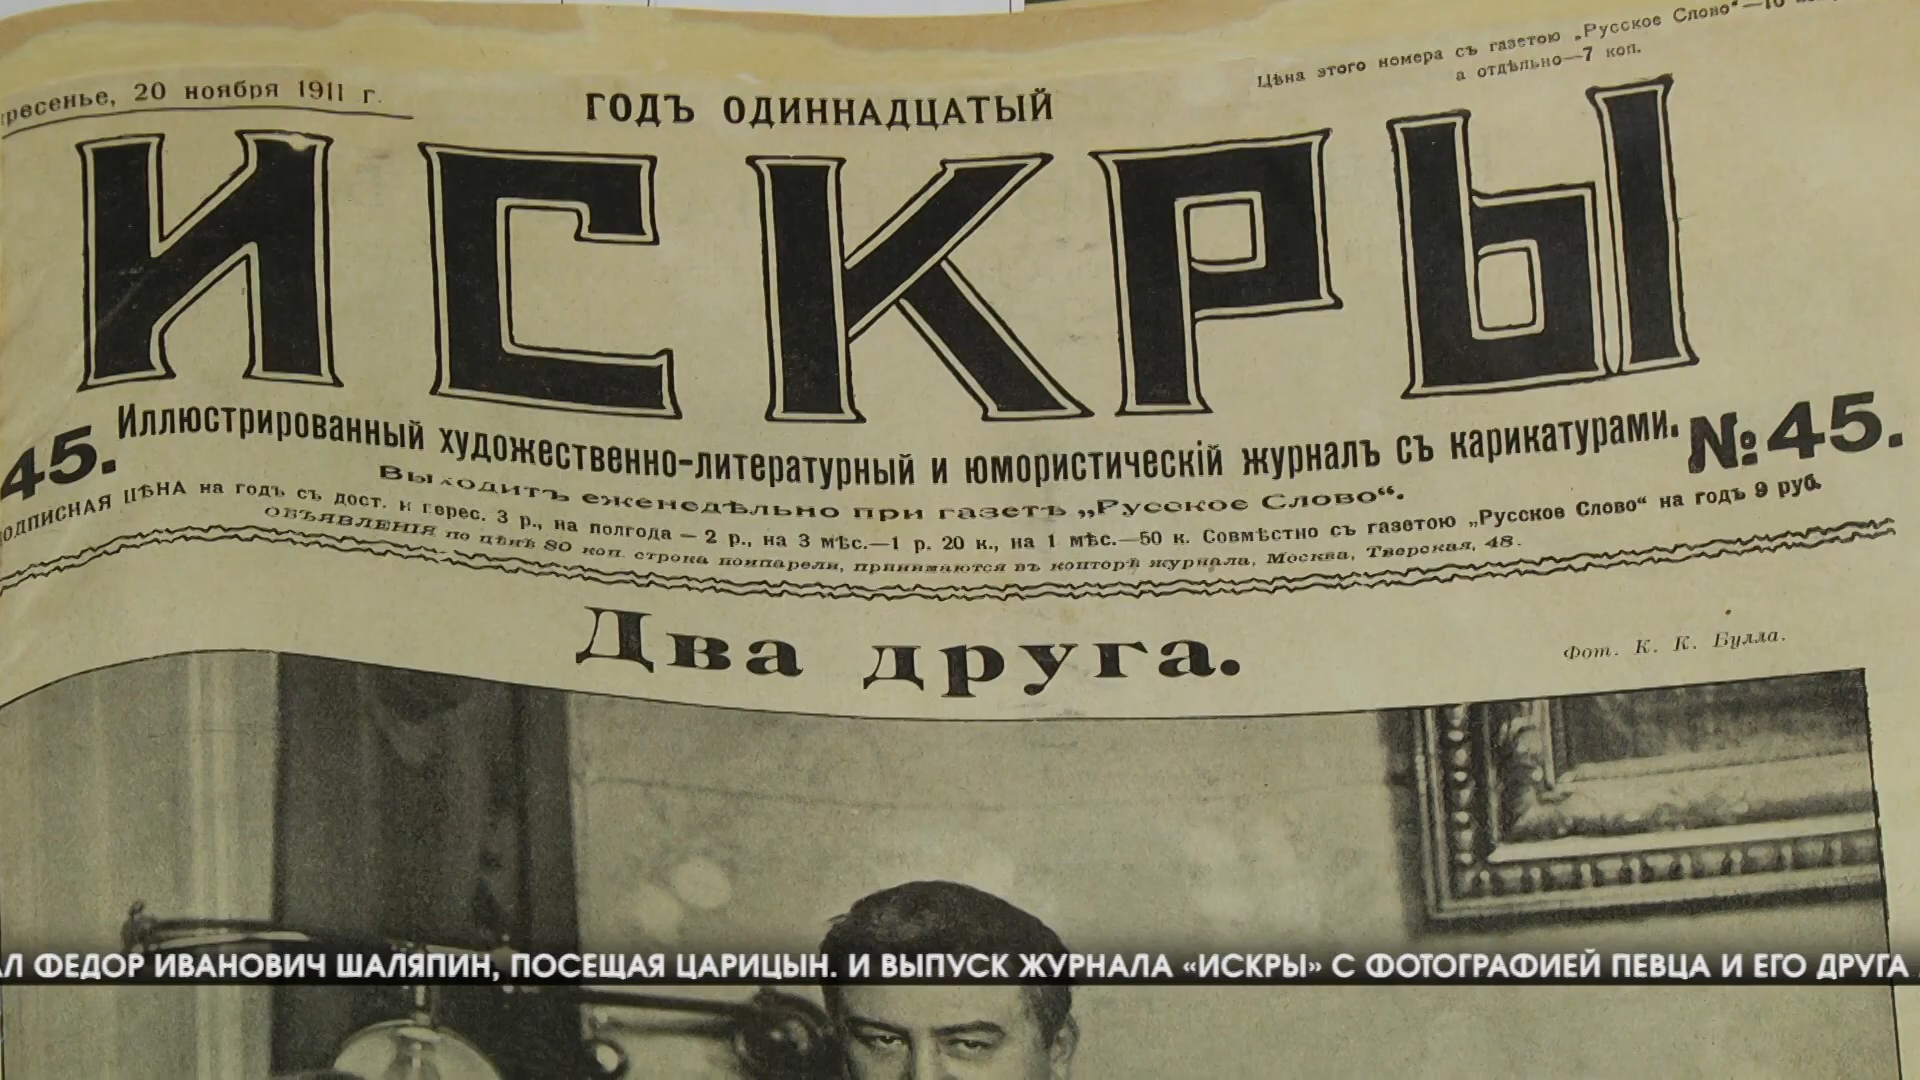 20 ноября 1911 г.
Цѣна этого номера съ газетою „Русское Слово“—10
а отдѣльно—7 коп.
ГОДЪ ОДИННАДЦАТЫЙ
ИСКРЫ
45.
Иллюстрированный художественно-литературный и юмористическій журналъ съ карикатурами.
№ 45.
Выходитъ еженедѣльно при газетѣ „Русское Слово“.
ПОДПИСНАЯ ЦѢНА на годъ съ дост. и перес. 3 р., на полгода — 2 р., на 3 мѣс.—1 р. 20 к., на 1 мѣс.—50 к. Совмѣстно съ газетою „Русское Слово“ на годъ 9 руб.
ОБЪЯВЛЕНІЯ по цѣнѣ 80 коп. строка нонпарели, принимаются въ конторѣ журнала, Москва, Тверская, 48.
Два друга.
Фот. К. К. Булла.
Л ФЕДОР ИВАНОВИЧ ШАЛЯПИН, ПОСЕЩАЯ ЦАРИЦЫН. И ВЫПУСК ЖУРНАЛА «ИСКРЫ» С ФОТОГРАФИЕЙ ПЕВЦА И ЕГО ДРУГА